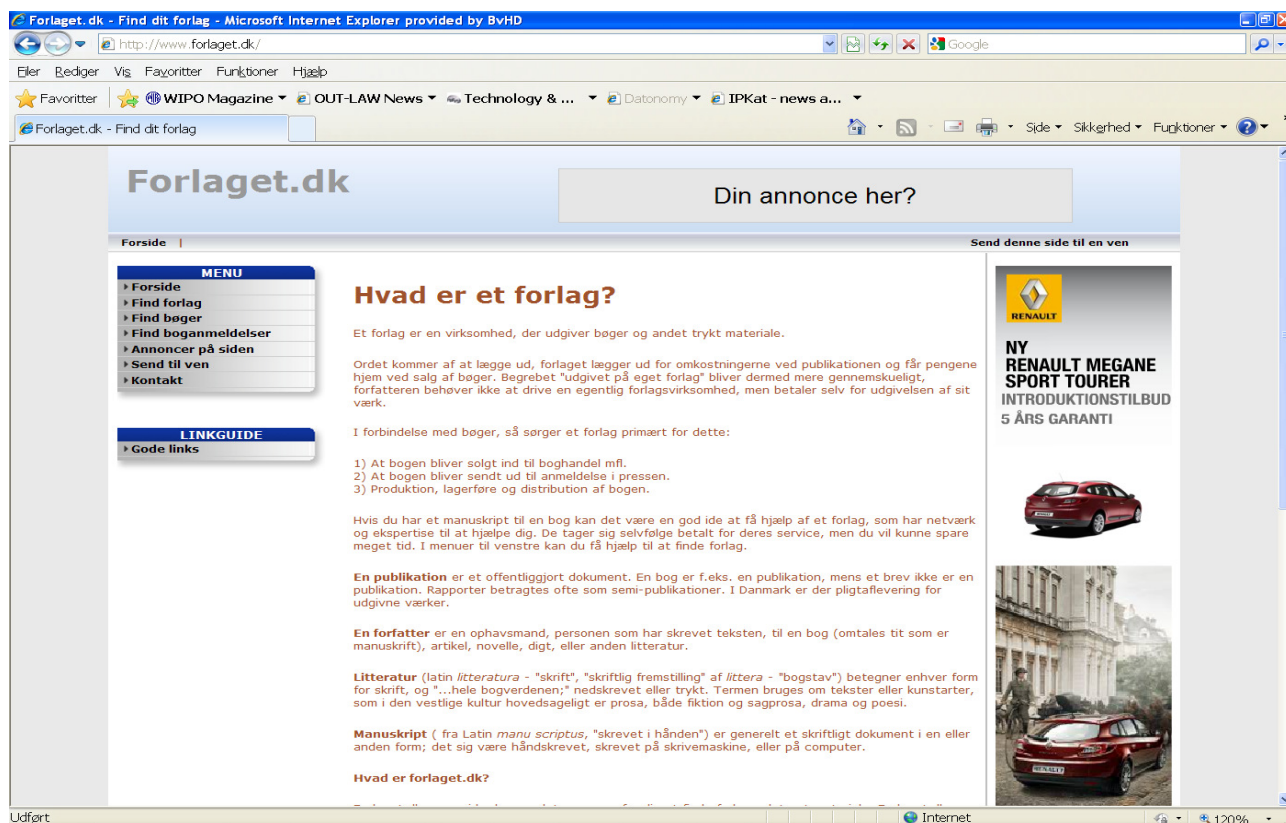 Forlaget.dk - Find dit forlag - Microsoft Internet Explorer provided by BvHD
http://www.forlaget.dk/
Google
Filer Rediger Vis Favoritter Funktioner Hjælp
Favoritter WIPO Magazine OUT-LAW News Technology & ... Datonomy IPKat - news a...
Forlaget.dk - Find dit forlag
Side Sikkerhed Funktioner
Forlaget.dk
Din annonce her?
Forside |
Send denne side til en ven
MENU
Forside
Find forlag
Find bøger
Find boganmeldelser
Annoncer på siden
Send til ven
Kontakt
LINKGUIDE
Gode links
Hvad er et forlag?
Et forlag er en virksomhed, der udgiver bøger og andet trykt materiale.
Ordet kommer af at lægge ud, forlaget lægger ud for omkostningerne ved publikationen og får pengene
hjem ved salg af bøger. Begrebet "udgivet på eget forlag" bliver dermed mere gennemskueligt,
forfatteren behøver ikke at drive en egentlig forlagsvirksomhed, men betaler selv for udgivelsen af sit
værk.
I forbindelse med bøger, så sørger et forlag primært for dette:
1) At bogen bliver solgt ind til boghandel mfl.
2) At bogen bliver sendt ud til anmeldelse i pressen.
3) Produktion, lagerføre og distribution af bogen.
Hvis du har et manuskript til en bog kan det være en god ide at få hjælp af et forlag, som har netværk
og ekspertise til at hjælpe dig. De tager sig selvfølge betalt for deres service, men du vil kunne spare
meget tid. I menuer til venstre kan du få hjælp til at finde forlag.
En publikation er et offentliggjort dokument. En bog er f.eks. en publikation, mens et brev ikke er en
publikation. Rapporter betragtes ofte som semi-publikationer. I Danmark er der pligtaflevering for
udgivne værker.
En forfatter er en ophavsmand, personen som har skrevet teksten, til en bog (omtales tit som er
manuskrift), artikel, novelle, digt, eller anden litteratur.
Litteratur (latin litteratura - "skrift", "skriftlig fremstilling" af littera - "bogstav") betegner enhver form
for skrift, og "...hele bogverdenen;" nedskrevet eller trykt. Termen bruges om tekster eller kunstarter,
som i den vestlige kultur hovedsageligt er prosa, både fiktion og sagprosa, drama og poesi.
Manuskript ( fra Latin manu scriptus, "skrevet i hånden") er generelt et skriftligt dokument i en eller
anden form; det sig være håndskrevet, skrevet på skrivemaskine, eller på computer.
Hvad er forlaget.dk?
RENAULT
NY
RENAULT MEGANE
SPORT TOURER
INTRODUKTIONSTILBUD
5 ÅRS GARANTI
Udført
Internet
120%